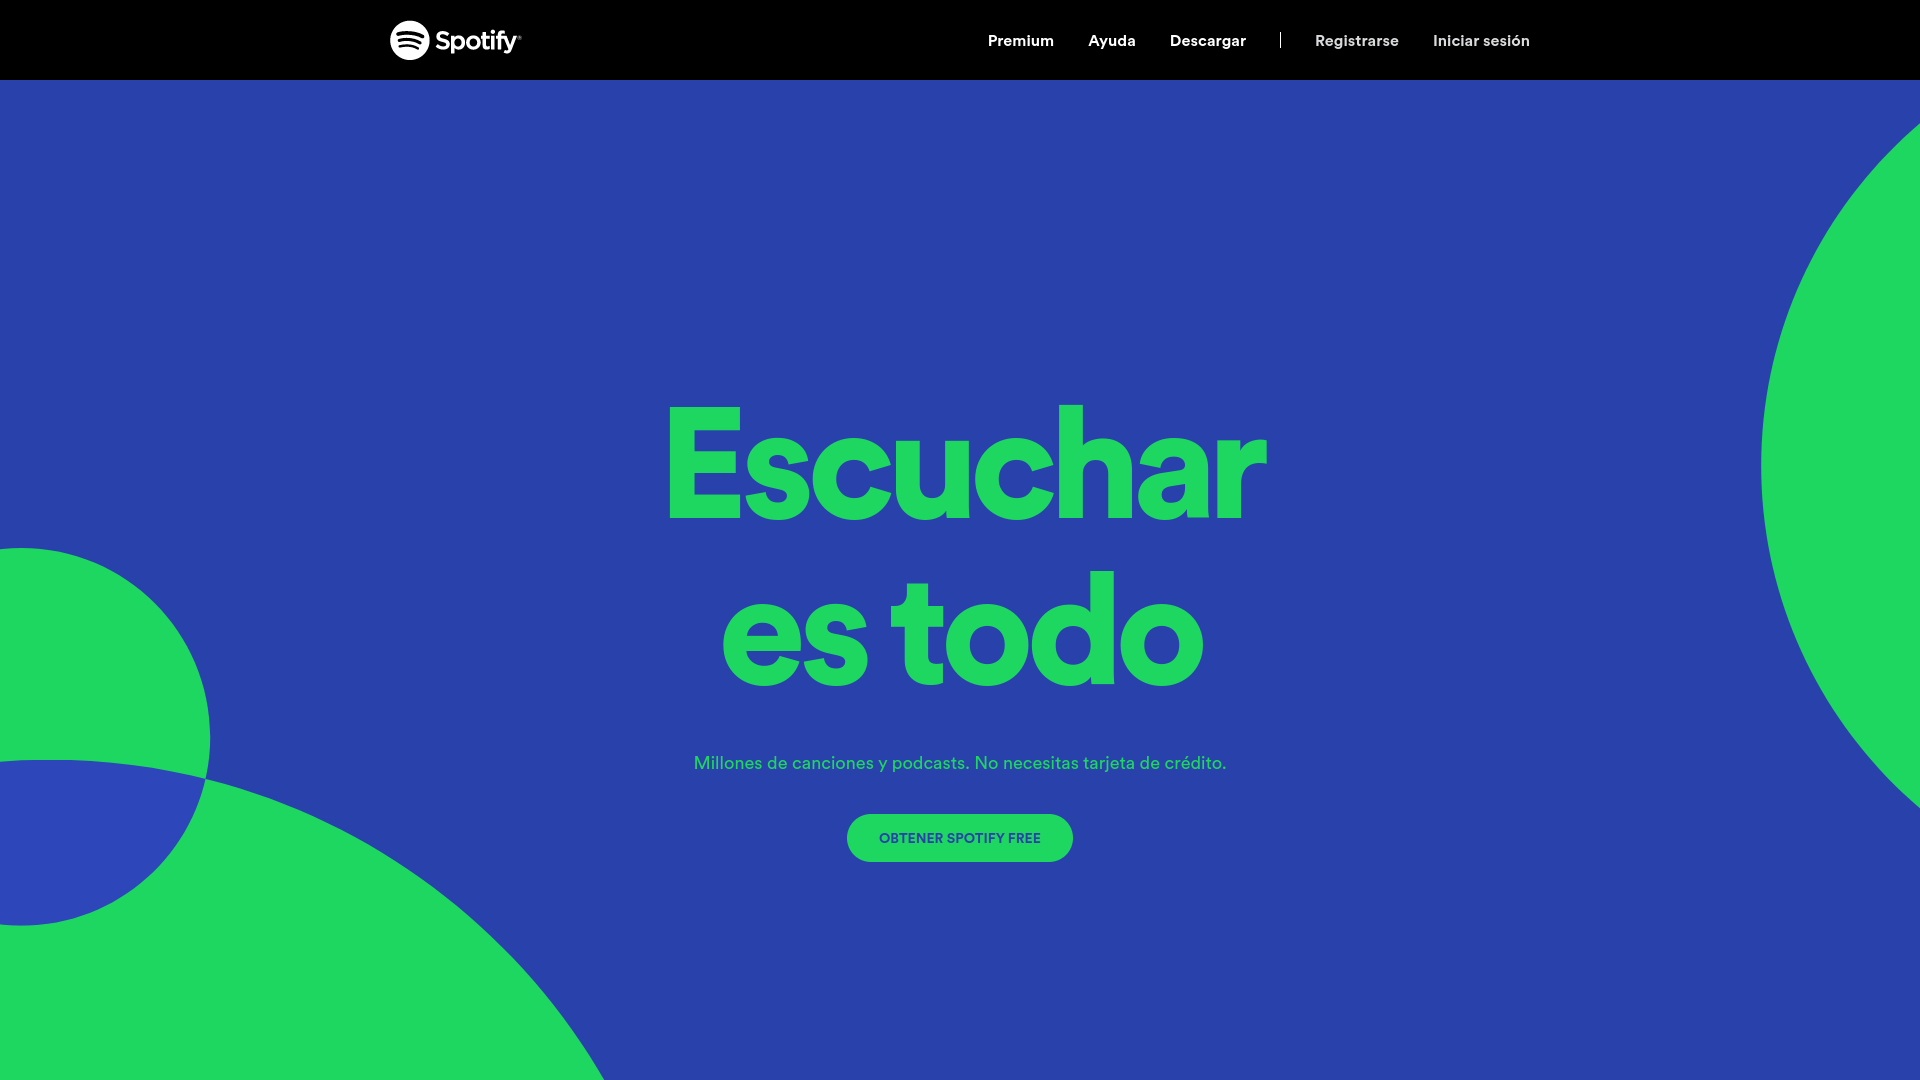 Spotify®
Premium
Ayuda
Descargar
Registrarse
Iniciar sesión
Escuchar
es todo
Millones de canciones y podcasts. No necesitas tarjeta de crédito.
OBTENER SPOTIFY FREE